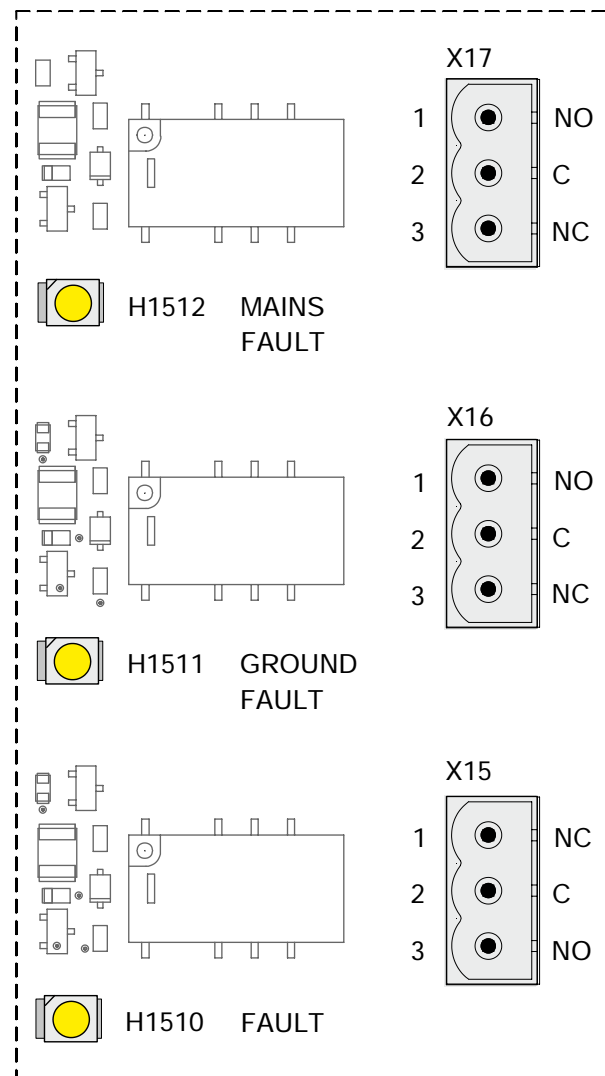 X17
1 NO
2 C
3 NC
H1512 MAINS
FAULT
X16
1 NO
2 C
3 NC
H1511 GROUND
FAULT
X15
1 NC
2 C
3 NO
H1510 FAULT